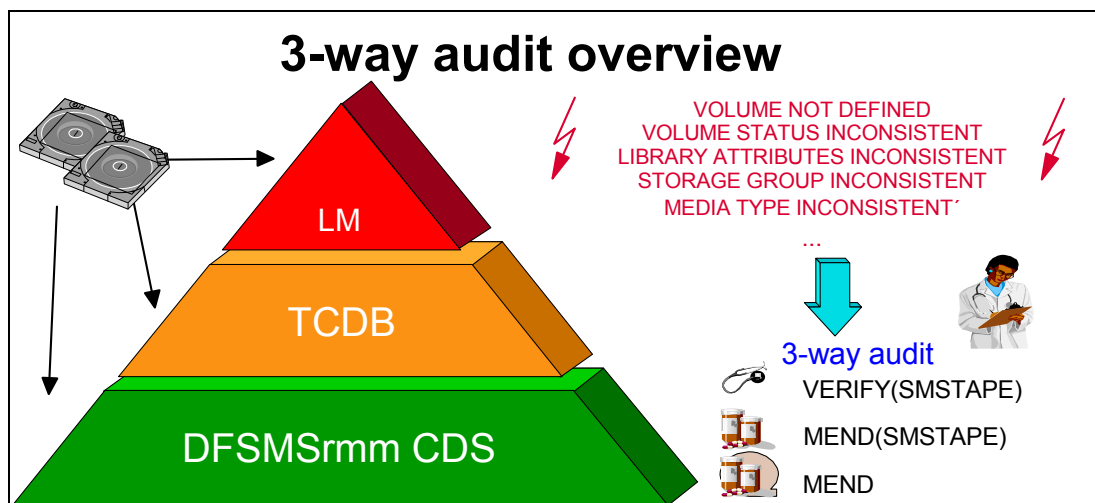 3-way audit overview
VOLUME NOT DEFINED
VOLUME STATUS INCONSISTENT
LIBRARY ATTRIBUTES INCONSISTENT
STORAGE GROUP INCONSISTENT
MEDIA TYPE INCONSISTENT´
...
LM
TCDB
DFSMSrmm CDS
3-way audit
VERIFY(SMSTAPE)
MEND(SMSTAPE)
MEND